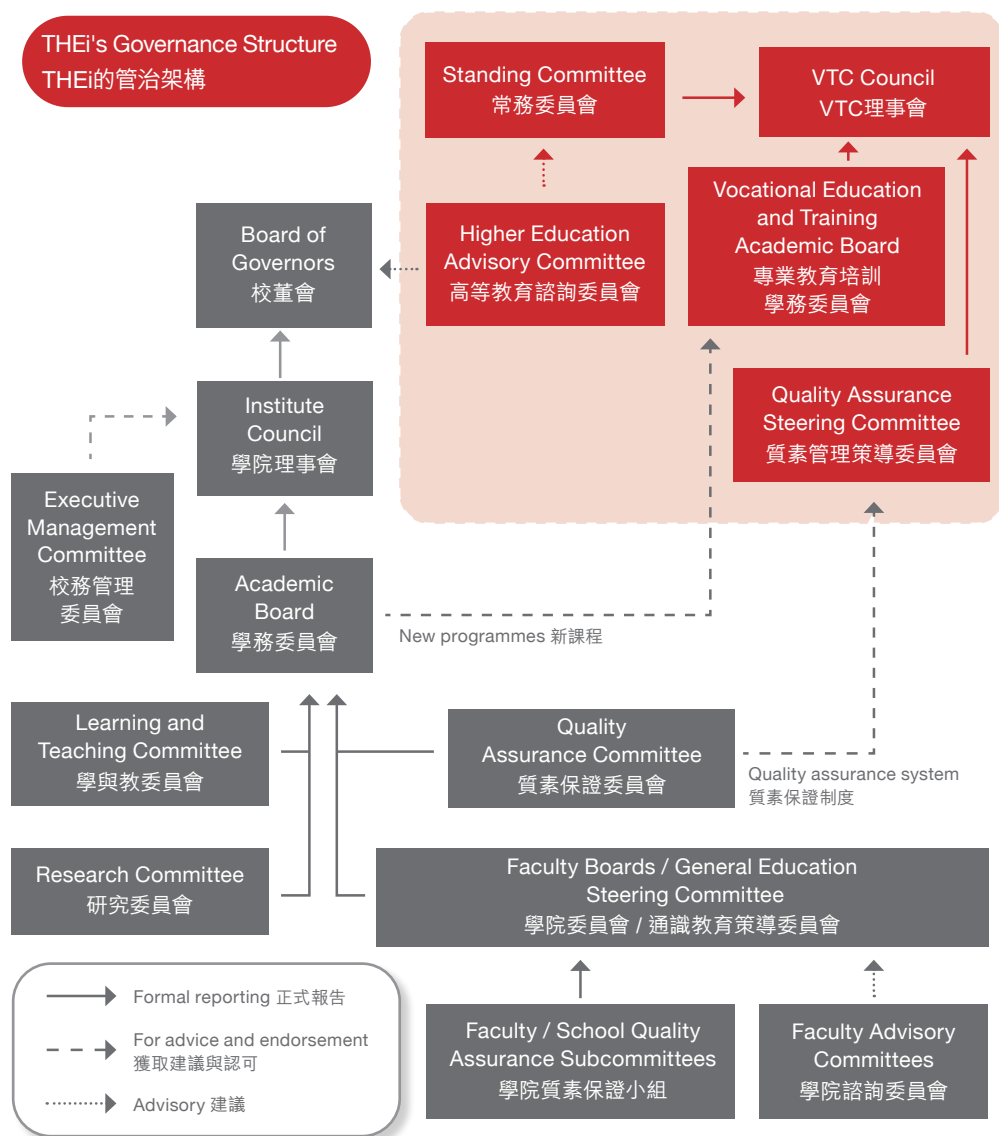 THEi's Governance Structure
THEi的管治架構
Standing Committee
常務委員會
VTC Council
VTC理事會
Board of
Governors
校董會
Higher Education
Advisory Committee
高等教育諮詢委員會
Vocational Education
and Training
Academic Board
專業教育培訓
學務委員會
Institute
Council
學院理事會
Quality Assurance
Steering Committee
質素管理策導委員會
Executive
Management
Committee
校務管理
委員會
Academic
Board
學務委員會
New programmes 新課程
Learning and
Teaching Committee
學與教委員會
Quality
Assurance Committee
質素保證委員會
Quality assurance system
質素保證制度
Research Committee
研究委員會
Faculty Boards / General Education
Steering Committee
學院委員會 / 通識教育策導委員會
Formal reporting 正式報告
For advice and endorsement
獲取建議與認可
Advisory 建議
Faculty / School Quality
Assurance Subcommittees
學院質素保證小組
Faculty Advisory
Committees
學院諮詢委員會